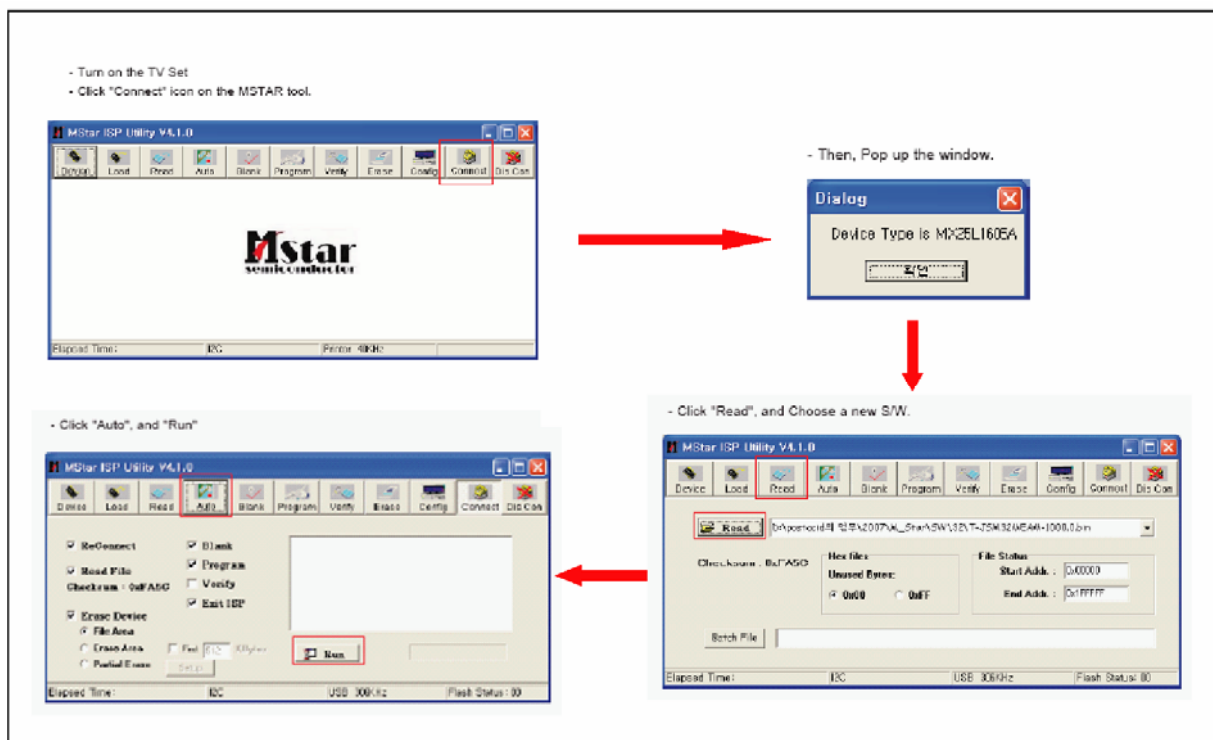 - Turn on the TV Set
- Click "Connect" icon on the MSTAR tool.
MStar ISP Utility V4.1.0
Device Load Read Auto Blank Program Verify Erase Config Connect Dis Con
Mstar
semiconductor
Elapsed Time: I2C
- Then, Pop up the window.
Dialog
Device Type is MX25L1605A
확인
- Click "Read", and Choose a new S/W.
MStar ISP Utility V4.1.0
Device Load Read Auto Blank Program Verify Erase Config Connect Dis Con
Read
Hex files
Unused Bytes:
0x00 0xFF
File Status
Start Addr. : 0x00000
End Addr. : 0x1FFFFF
Batch File
Elapsed Time: I2C USB Flash Status: 00
- Click "Auto", and "Run"
MStar ISP Utility V4.1.0
Device Load Read Auto Blank Program Verify Erase Config Connect Dis Con
ReConnect Blank
Read File Program
Checksum : Verify
Exit ISP
Erase Device
File Area
Erase Area
Partial Erase Setup
Run
Elapsed Time: I2C USB Flash Status: 00